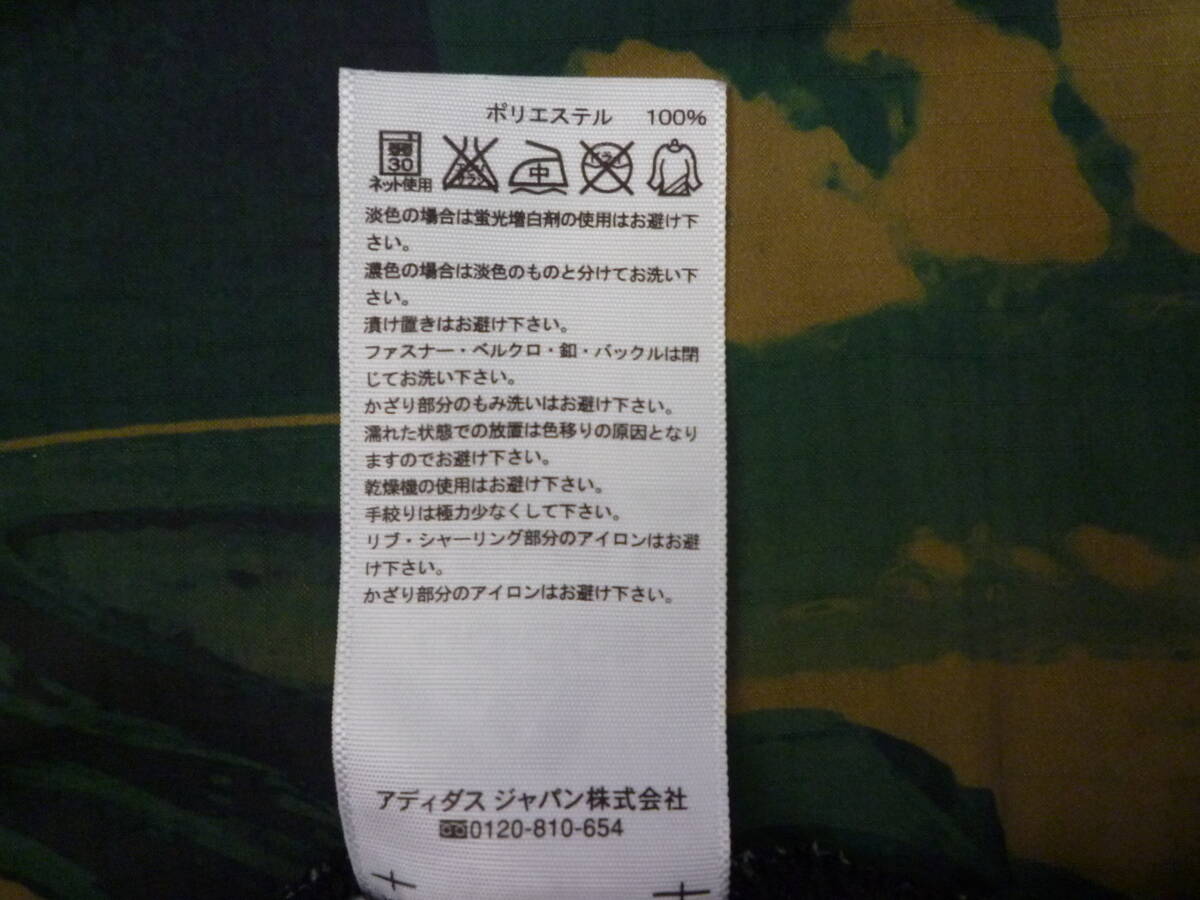 ポリエステル 100%
30 中
ネット使用
淡色の場合は蛍光増白剤の使用はお避け下
さい。
濃色の場合は淡色のものと分けてお洗い下
さい。
漬け置きはお避け下さい。
ファスナー・ベルクロ・釦・バックルは閉
じてお洗い下さい。
かざり部分のもみ洗いはお避け下さい。
濡れた状態での放置は色移りの原因となり
ますのでお避け下さい。
乾燥機の使用はお避け下さい。
手絞りは極力少なくして下さい。
リブ・シャーリング部分のアイロンはお避
け下さい。
かざり部分のアイロンはお避け下さい。
アディダス ジャパン株式会社
0120-810-654